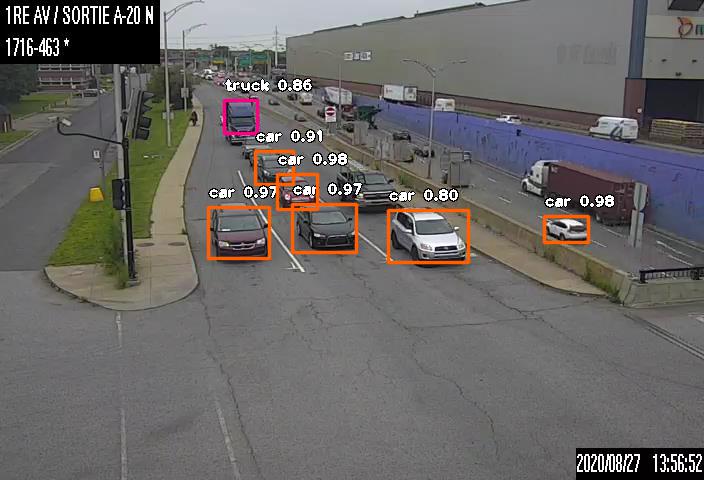 1RE AV / SORTIE A-20 N
1716-463 *
truck 0.86
car 0.91
car 0.98
car 0.97
car 0.97
car 0.80
car 0.98
2020/08/27 13:56:52